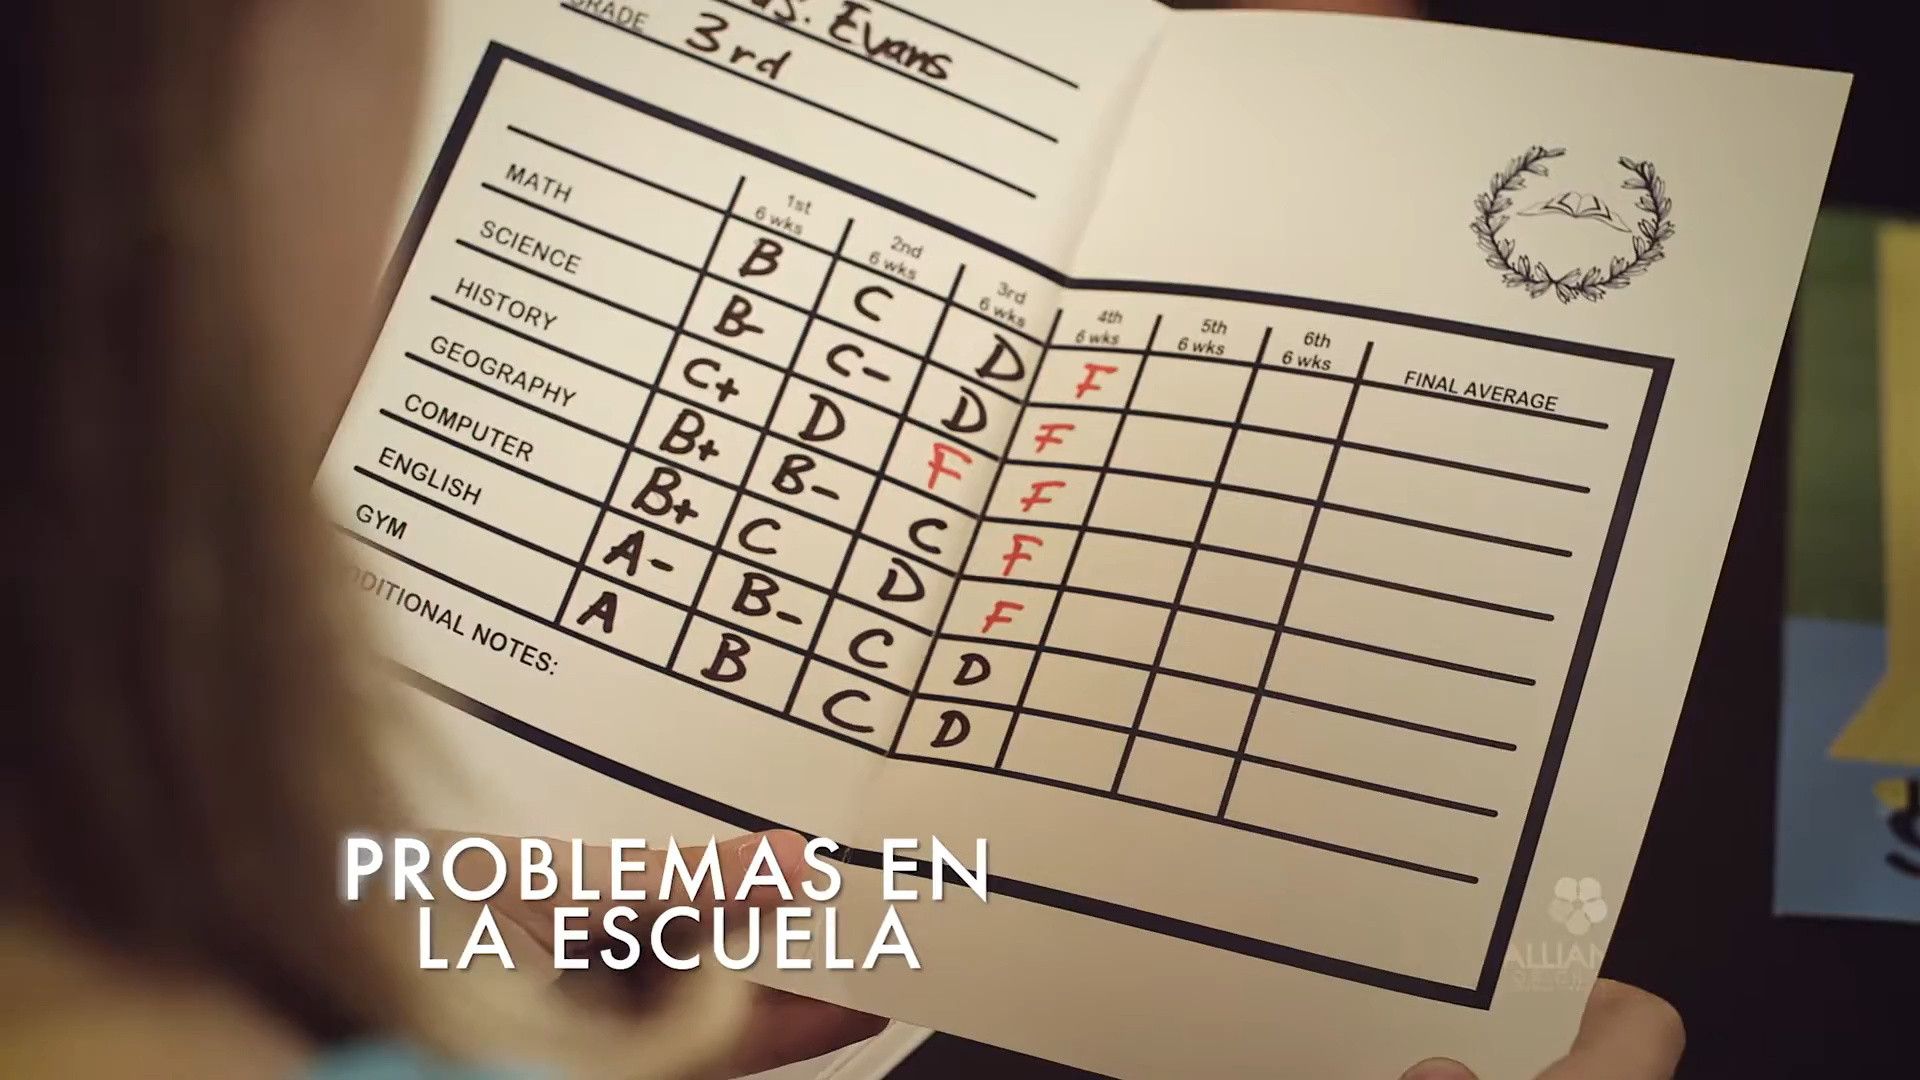 Evans
GRADE 3rd
1st 6 wks 2nd 6 wks 3rd 6 wks 4th 6 wks 5th 6 wks 6th 6 wks FINAL AVERAGE
MATH B C D F
SCIENCE B- C- D F
HISTORY C+ D F F
GEOGRAPHY B+ B- C F
COMPUTER B+ C D F
ENGLISH A- B- C D
GYM A B C D
ADDITIONAL NOTES:
PROBLEMAS EN
LA ESCUELA